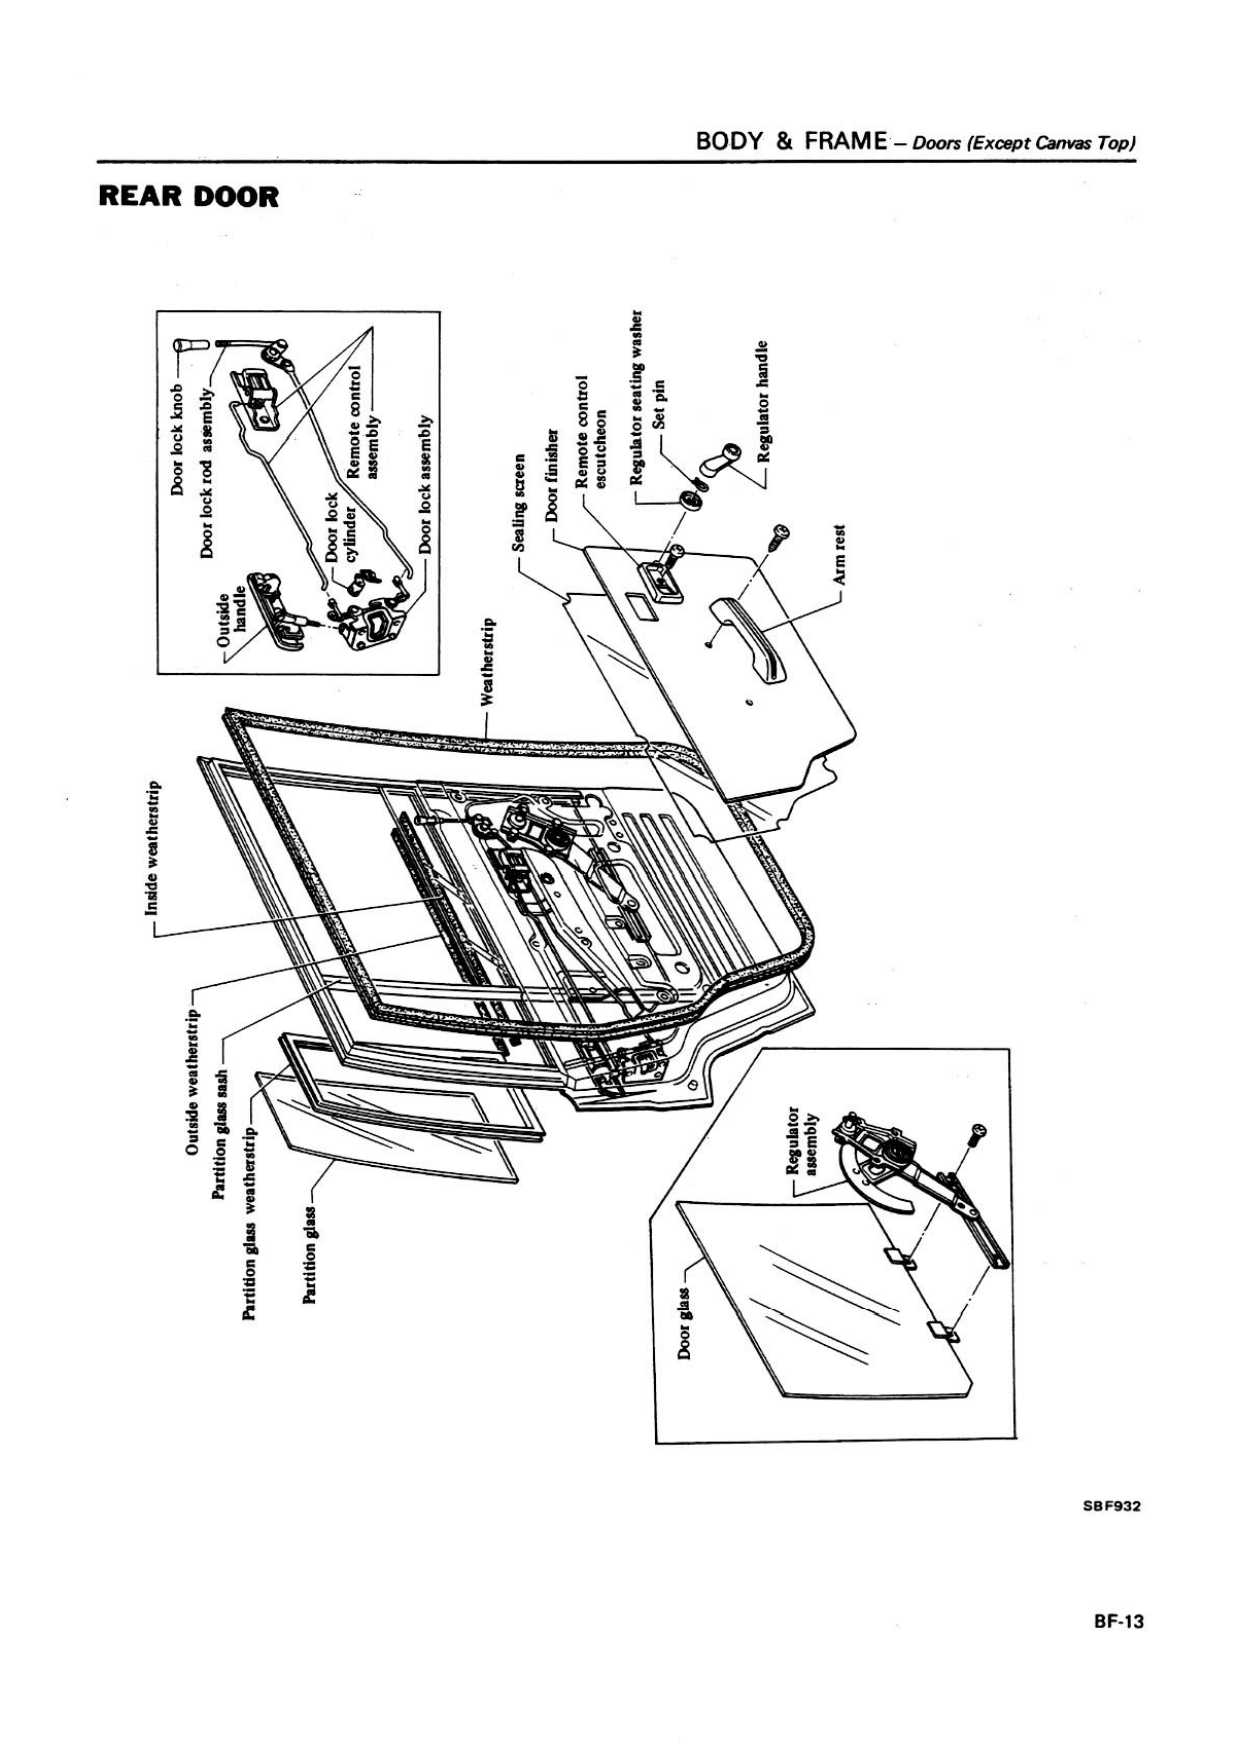 BODY & FRAME – Doors (Except Canvas Top)
REAR DOOR
Door lock knob
Door lock rod assembly
Outside
handle
Door lock
cylinder
Remote control
assembly
Door lock assembly
Weatherstrip
Sealing screen
Door finisher
Remote control
escutcheon
Regulator seating washer
Set pin
Regulator handle
Arm rest
Inside weatherstrip
Outside weatherstrip
Partition glass sash
Partition glass weatherstrip
Partition glass
Door glass
Regulator
assembly
SBF932
BF-13